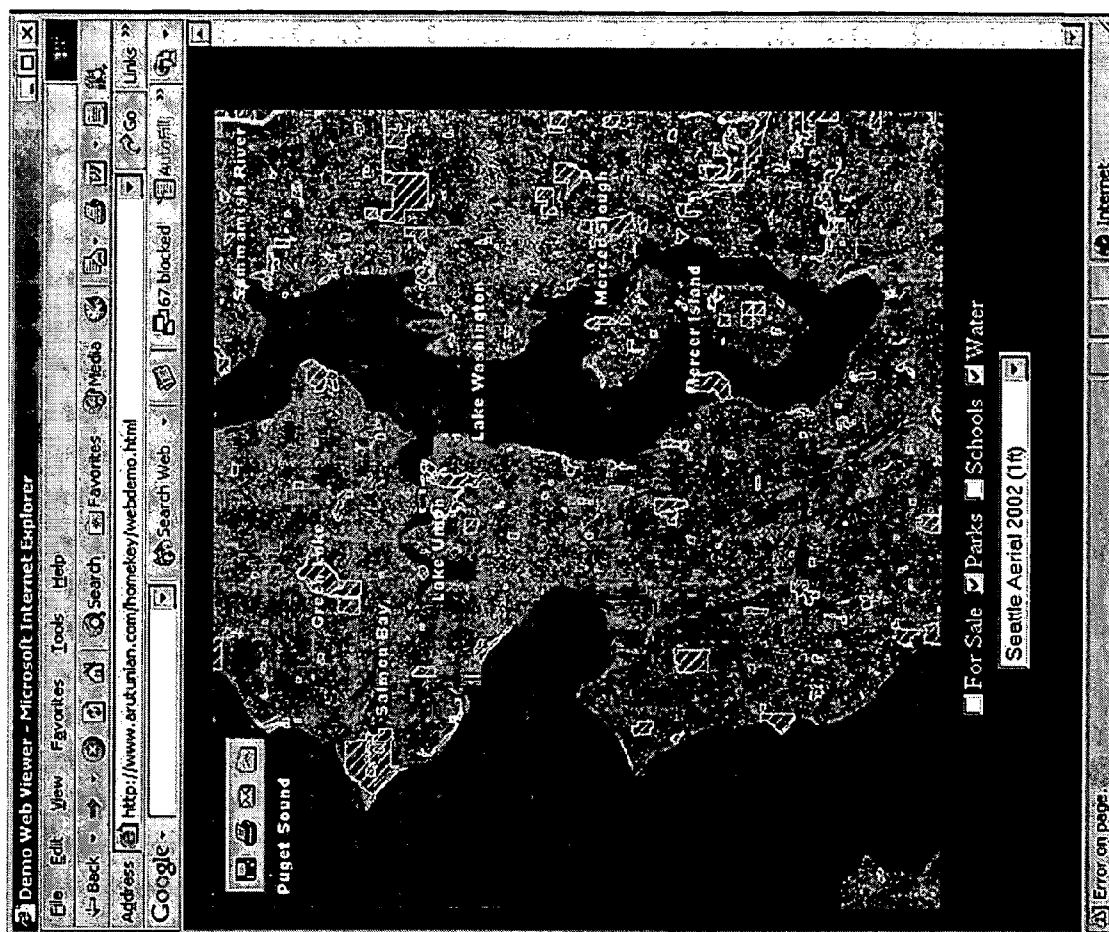 Demo Web Viewer - Microsoft Internet Explorer
File Edit View Favorites Tools Help
Back Search Favorites Media
Address http://www.arutunian.com/homekey/webdemo.html Go Links »
Google Search Web 167 blocked AutoFill »
Puget Sound
Sammamish River
Green Lake
Salmon Bay
Lake Union
Lake Washington
Mercer Slough
Mercer Island
For Sale Parks Schools Water
Seattle Aerial 2002 (1ft)
Error on page. Internet